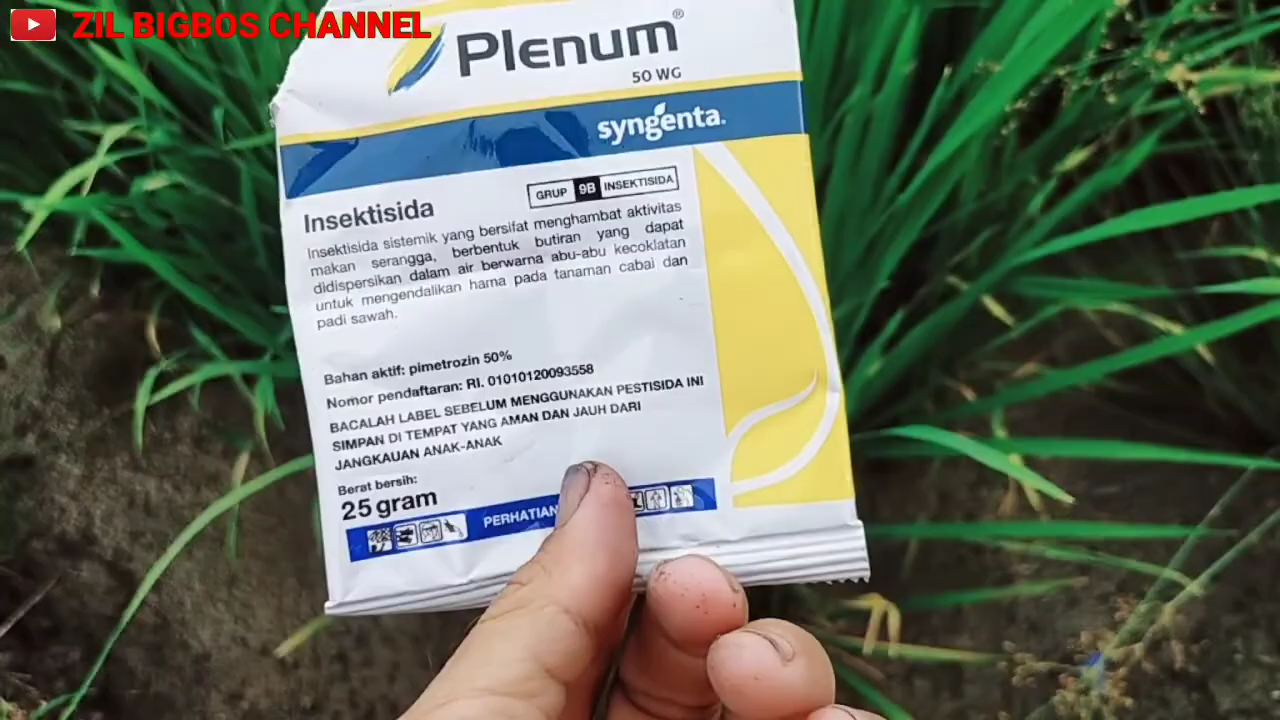 ZIL BIGBOS CHANNEL
Plenum®
50 WG
syngenta.
GRUP 9B INSEKTISIDA
Insektisida
Insektisida sistemik yang bersifat menghambat aktivitas
makan serangga, berbentuk butiran yang dapat
didispersikan dalam air berwarna abu-abu kecoklatan
untuk mengendalikan hama pada tanaman cabai dan
padi sawah.
Bahan aktif: pimetrozin 50%
Nomor pendaftaran: RI. 01010120093558
BACALAH LABEL SEBELUM MENGGUNAKAN PESTISIDA INI
SIMPAN DI TEMPAT YANG AMAN DAN JAUH DARI
JANGKAUAN ANAK-ANAK
Berat bersih:
25 gram
PERHATIAN